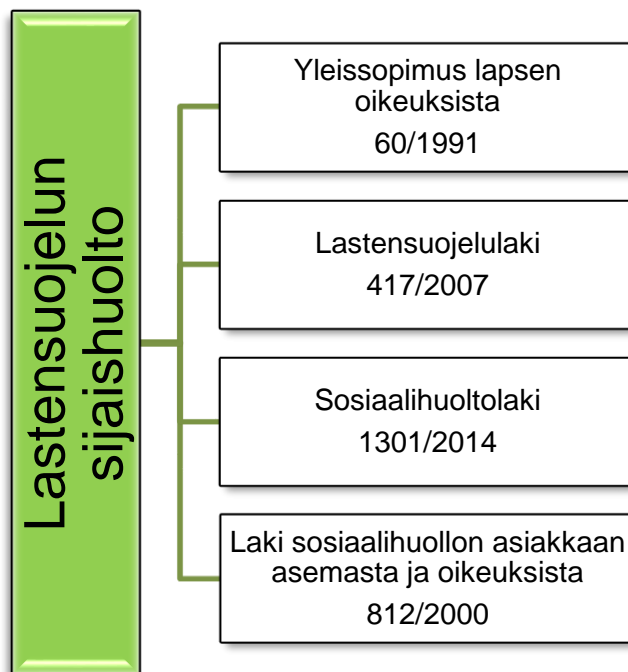 Lastensuojelun
sijaishuolto
Yleissopimus lapsen
oikeuksista
60/1991
Lastensuojelulaki
417/2007
Sosiaalihuoltolaki
1301/2014
Laki sosiaalihuollon asiakkaan
asemasta ja oikeuksista
812/2000